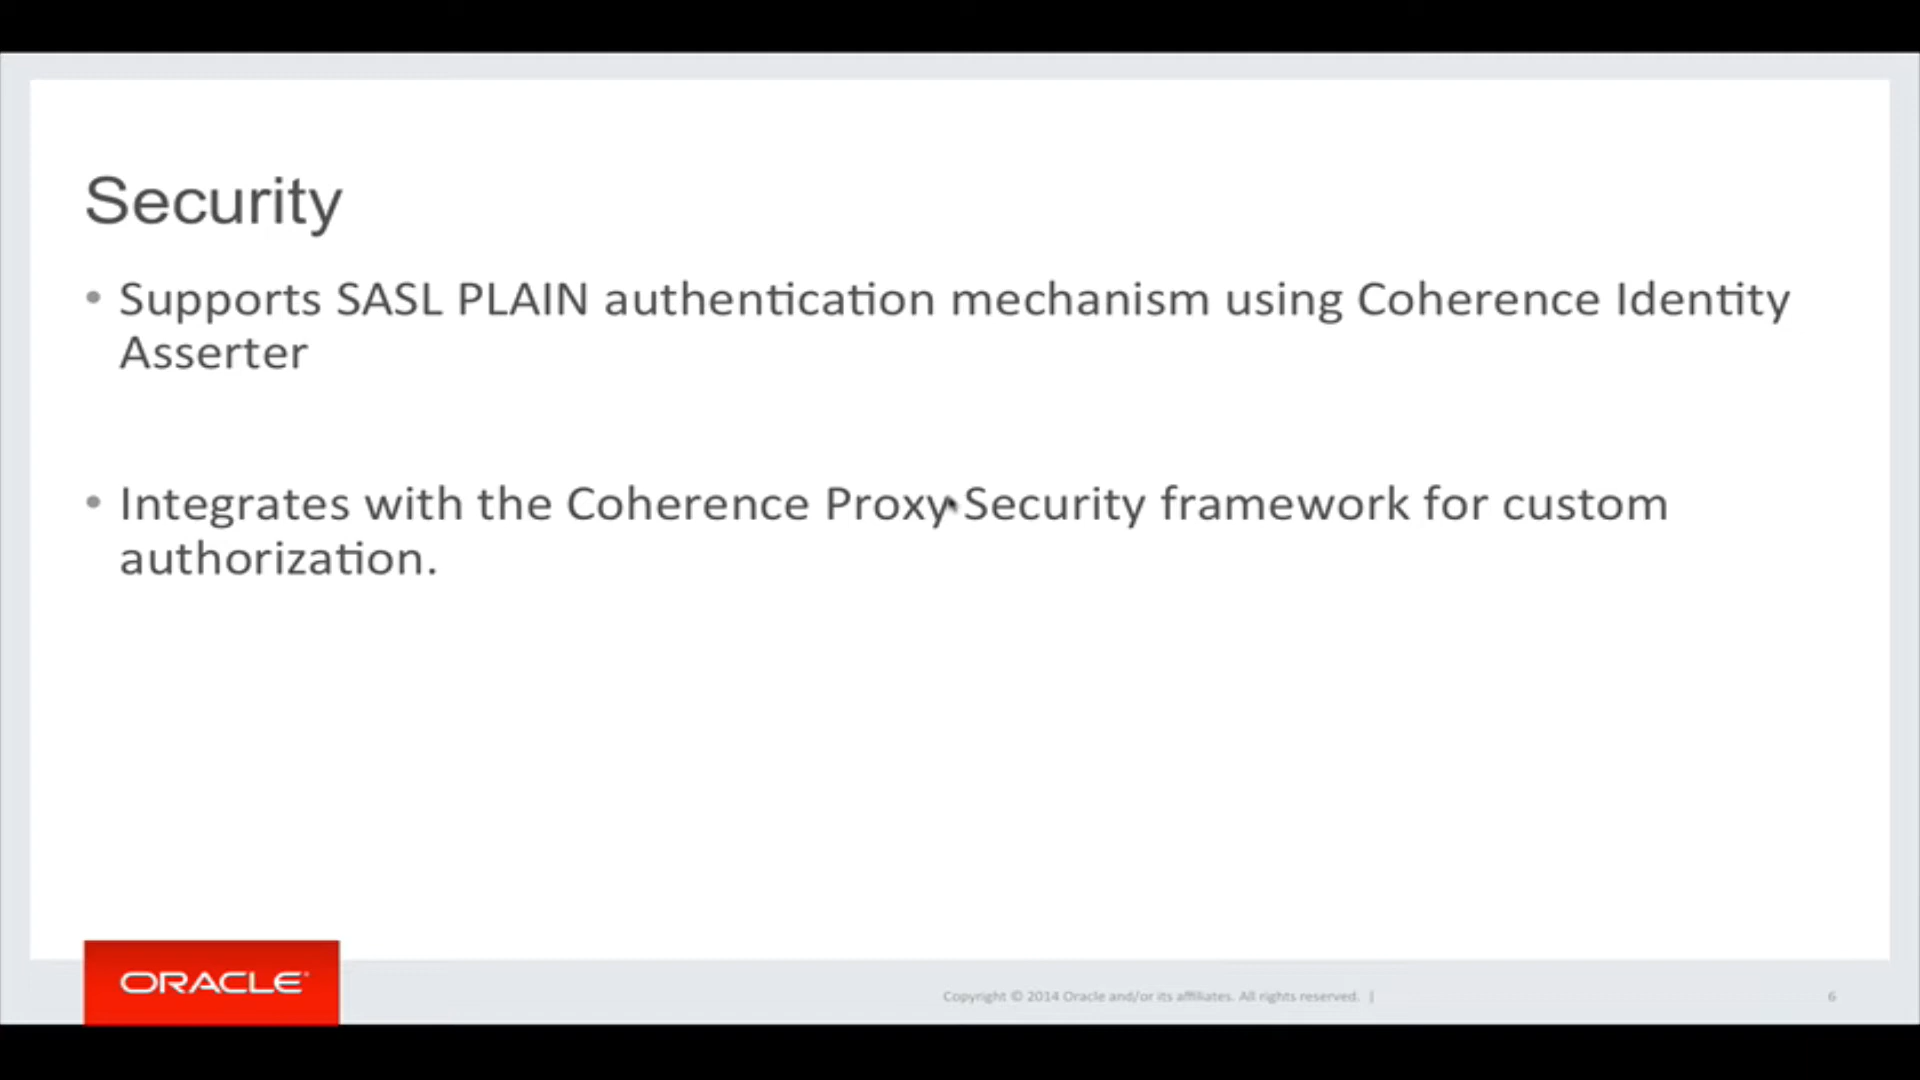 Security
• Supports SASL PLAIN authentication mechanism using Coherence Identity
Asserter
• Integrates with the Coherence Proxy Security framework for custom
authorization.
ORACLE
Copyright © 2014 Oracle and/or its affiliates. All rights reserved. |
6